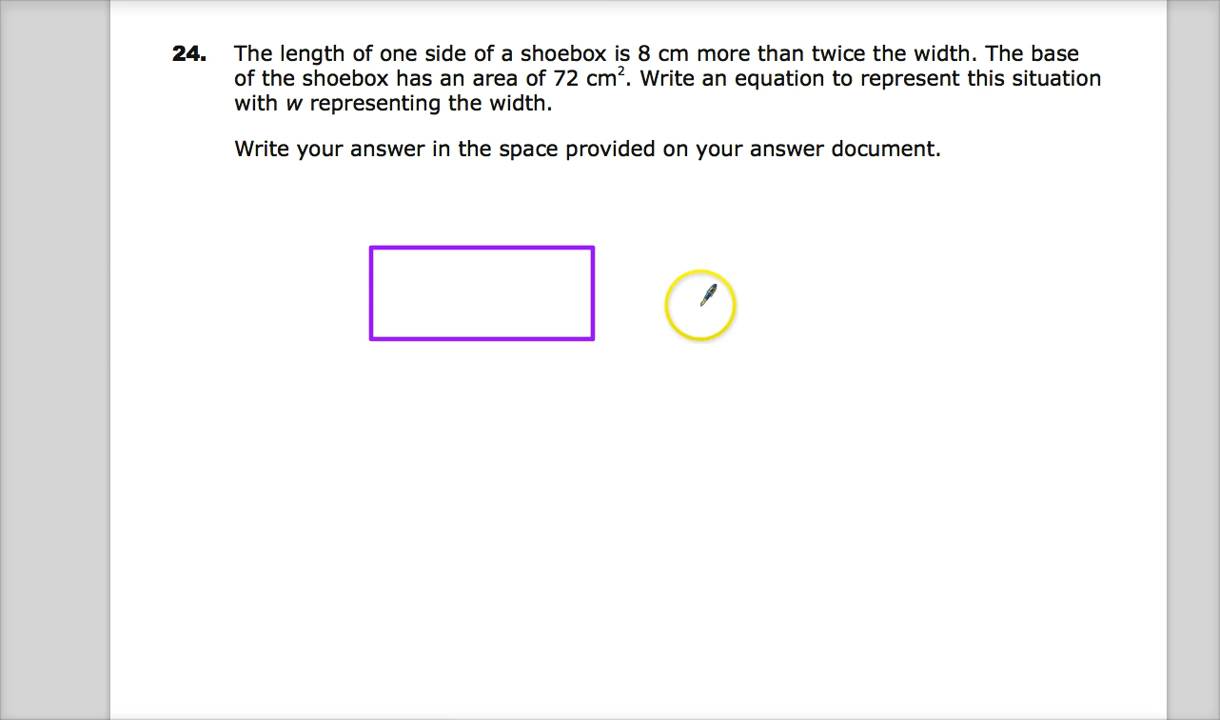 24. The length of one side of a shoebox is 8 cm more than twice the width. The base
of the shoebox has an area of 72 cm². Write an equation to represent this situation
with w representing the width.
Write your answer in the space provided on your answer document.